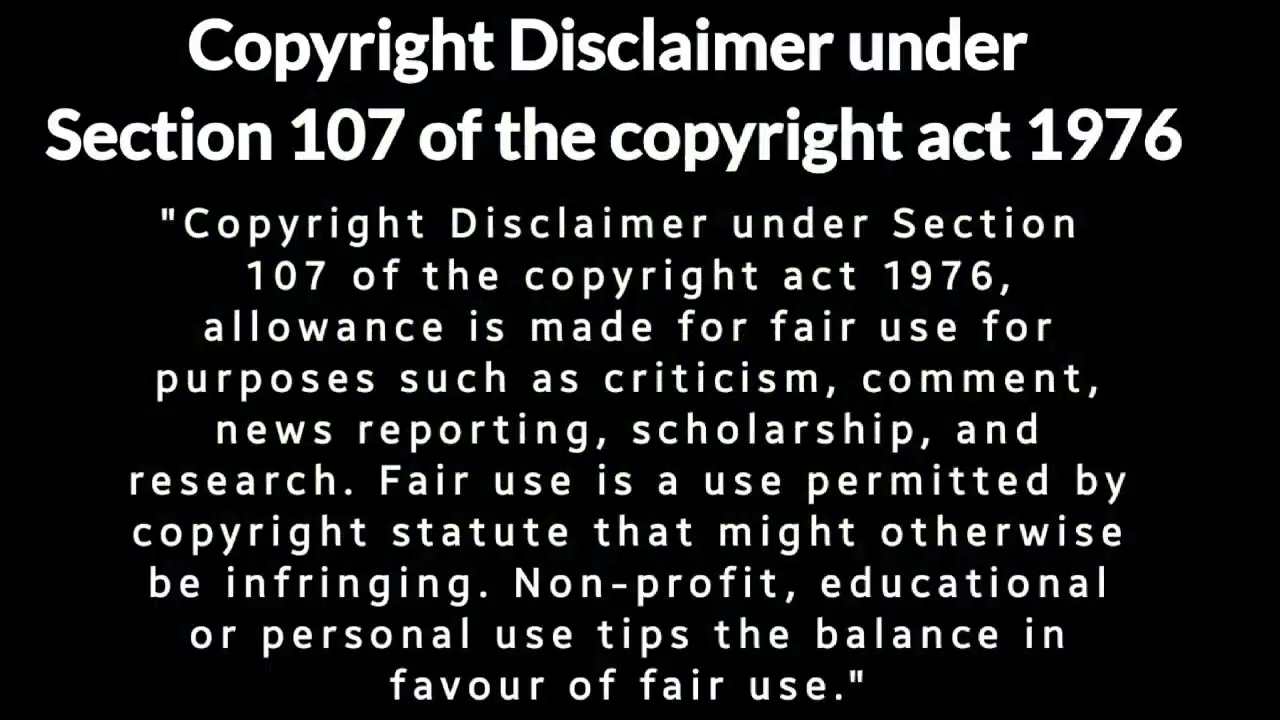 Copyright Disclaimer under
Section 107 of the copyright act 1976
"Copyright Disclaimer under Section
107 of the copyright act 1976,
allowance is made for fair use for
purposes such as criticism, comment,
news reporting, scholarship, and
research. Fair use is a use permitted by
copyright statute that might otherwise
be infringing. Non-profit, educational
or personal use tips the balance in
favour of fair use."